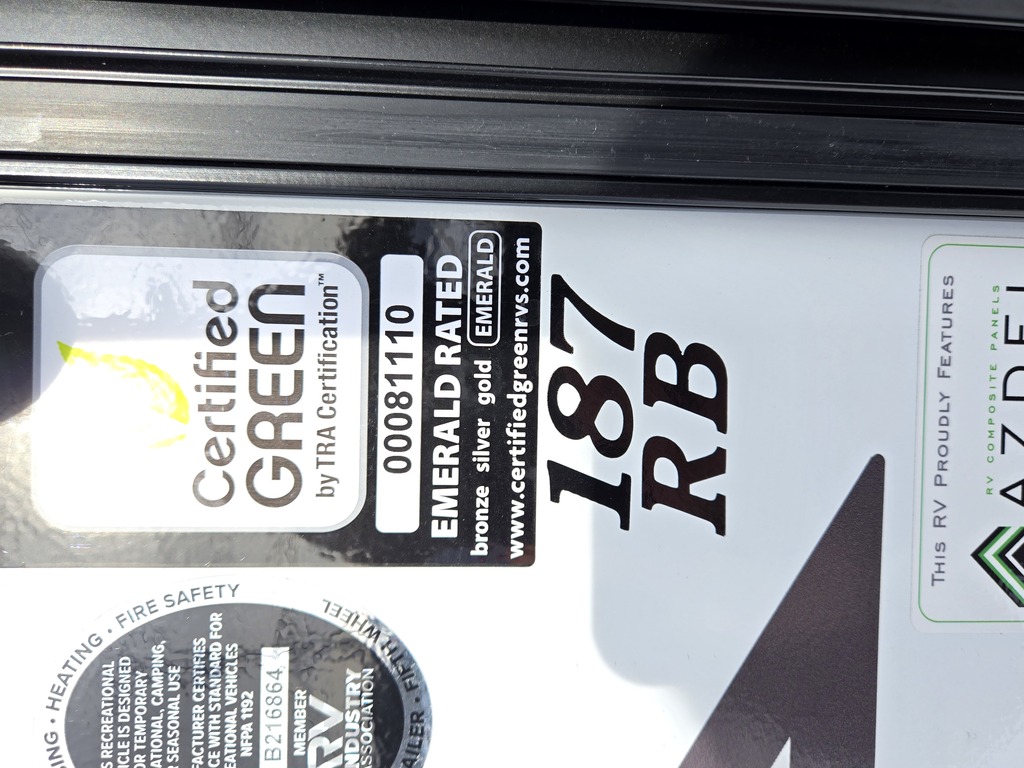 Certified
GREEN
by TRA Certification™
00081110
EMERALD RATED
bronze silver gold EMERALD
www.certifiedgreenrvs.com
187
RB
HEATING • FIRE SAFETY
FIFTH WHEEL
RECREATIONAL
IS DESIGNED
TEMPORARY
CAMPING,
SEASONAL USE
CERTIFIES
WITH STANDARD FOR
VEHICLES
NFPA 1192
B216864
MEMBER
RV
INDUSTRY
ASSOCIATION
THIS RV PROUDLY FEATURES
RV COMPOSITE PANELS
AZDEL